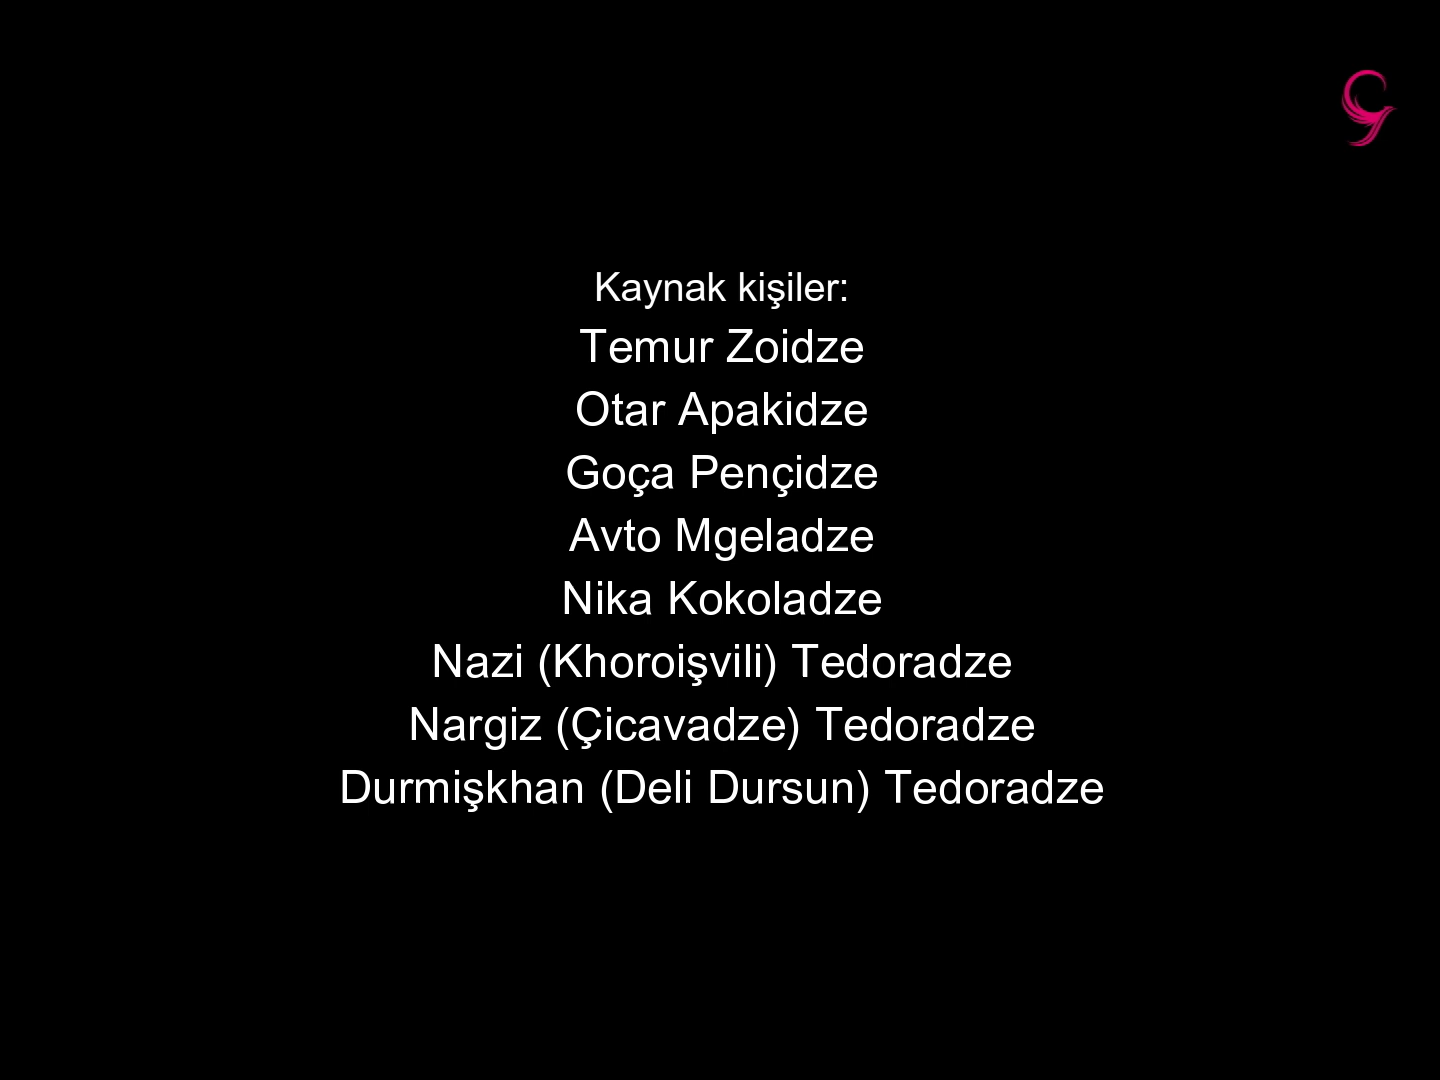 Kaynak kişiler:
Temur Zoidze
Otar Apakidze
Goça Pençidze
Avto Mgeladze
Nika Kokoladze
Nazi (Khoroişvili) Tedoradze
Nargiz (Çicavadze) Tedoradze
Durmişkhan (Deli Dursun) Tedoradze